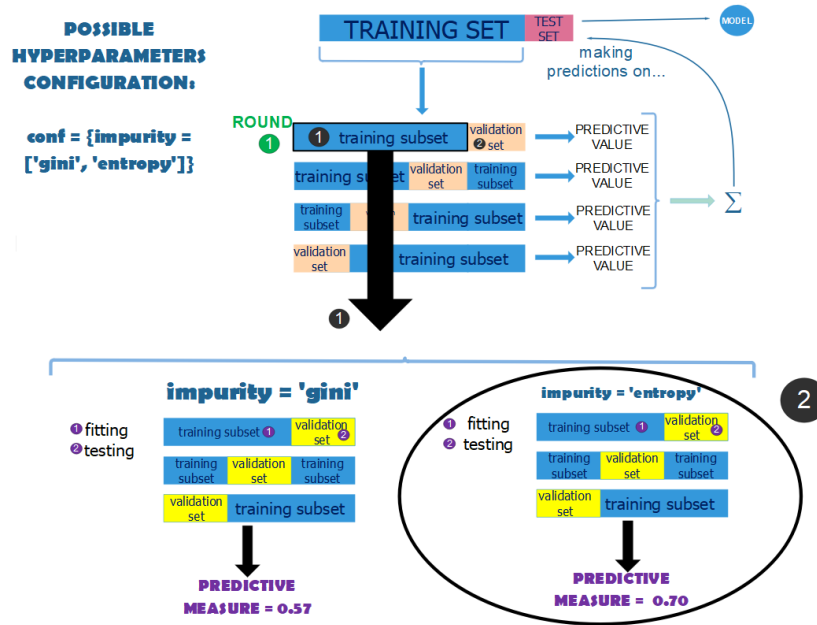 POSSIBLE
HYPERPARAMETERS
CONFIGURATION:
conf = {impurity =
['gini', 'entropy']}
TRAINING SET
TEST
SET
MODEL
making
predictions on...
ROUND
1
1 training subset
validation
2 set
PREDICTIVE
VALUE
training subset
validation
set
training
subset
PREDICTIVE
VALUE
training
subset
training subset
PREDICTIVE
VALUE
validation
set
training subset
PREDICTIVE
VALUE
Σ
1
impurity = 'gini'
1 fitting
2 testing
training subset 1
validation
set 2
training
subset
validation
set
training
subset
validation
set
training subset
PREDICTIVE
MEASURE = 0.57
impurity = 'entropy'
2
1 fitting
2 testing
training subset 1
validation
set 2
training
subset
validation
set
training
subset
validation
set
training subset
PREDICTIVE
MEASURE = 0.70